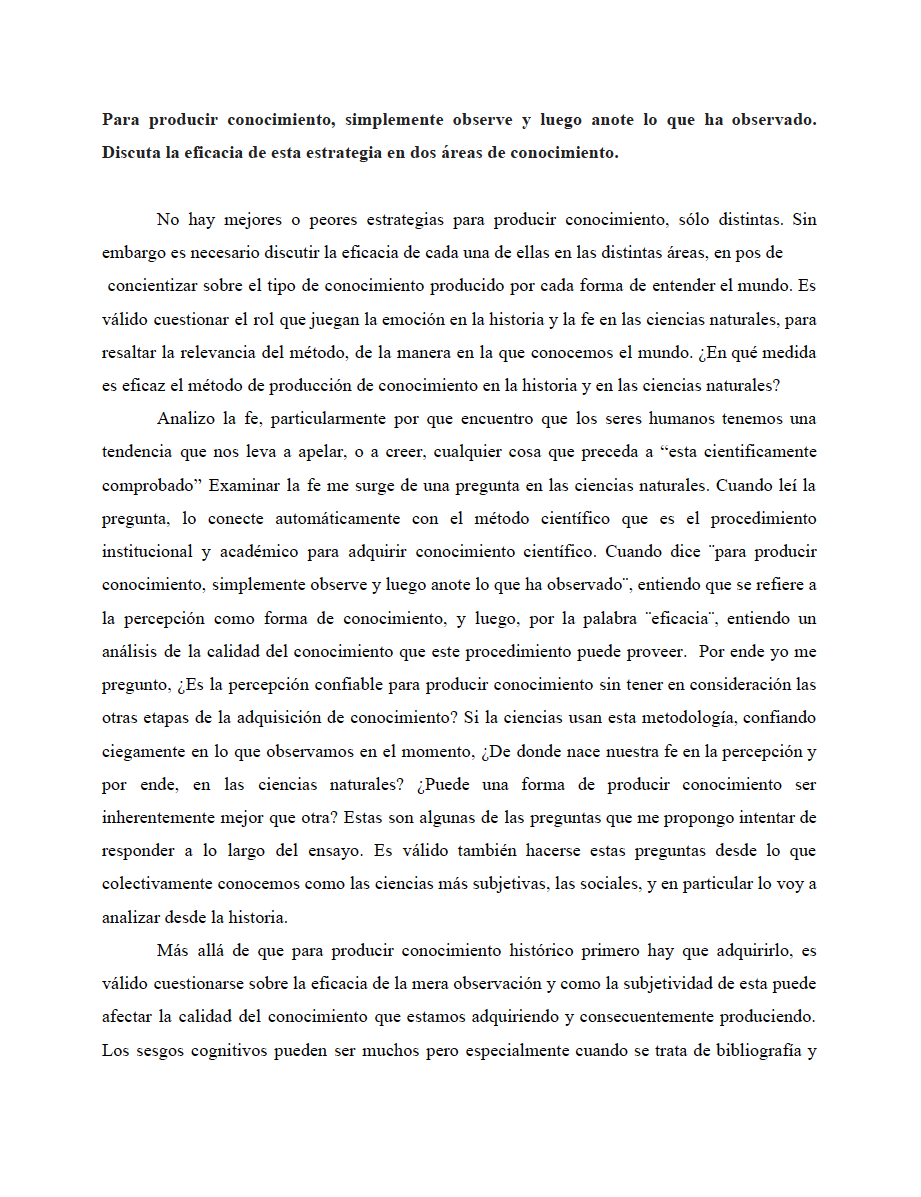 Para producir conocimiento, simplemente observe y luego anote lo que ha observado.
Discuta la eficacia de esta estrategia en dos áreas de conocimiento.
No hay mejores o peores estrategias para producir conocimiento, sólo distintas. Sin
embargo es necesario discutir la eficacia de cada una de ellas en las distintas áreas, en pos de
concientizar sobre el tipo de conocimiento producido por cada forma de entender el mundo. Es
válido cuestionar el rol que juegan la emoción en la historia y la fe en las ciencias naturales, para
resaltar la relevancia del método, de la manera en la que conocemos el mundo. ¿En qué medida
es eficaz el método de producción de conocimiento en la historia y en las ciencias naturales?
Analizo la fe, particularmente por que encuentro que los seres humanos tenemos una
tendencia que nos leva a apelar, o a creer, cualquier cosa que preceda a “esta cientificamente
comprobado” Examinar la fe me surge de una pregunta en las ciencias naturales. Cuando leí la
pregunta, lo conecte automáticamente con el método científico que es el procedimiento
institucional y académico para adquirir conocimiento científico. Cuando dice ¨para producir
conocimiento, simplemente observe y luego anote lo que ha observado¨, entiendo que se refiere a
la percepción como forma de conocimiento, y luego, por la palabra ¨eficacia¨, entiendo un
análisis de la calidad del conocimiento que este procedimiento puede proveer.  Por ende yo me
pregunto, ¿Es la percepción confiable para producir conocimiento sin tener en consideración las
otras etapas de la adquisición de conocimiento? Si la ciencias usan esta metodología, confiando
ciegamente en lo que observamos en el momento, ¿De donde nace nuestra fe en la percepción y
por ende, en las ciencias naturales? ¿Puede una forma de producir conocimiento ser
inherentemente mejor que otra? Estas son algunas de las preguntas que me propongo intentar de
responder a lo largo del ensayo. Es válido también hacerse estas preguntas desde lo que
colectivamente conocemos como las ciencias más subjetivas, las sociales, y en particular lo voy a
analizar desde la historia.
Más allá de que para producir conocimiento histórico primero hay que adquirirlo, es
válido cuestionarse sobre la eficacia de la mera observación y como la subjetividad de esta puede
afectar la calidad del conocimiento que estamos adquiriendo y consecuentemente produciendo.
Los sesgos cognitivos pueden ser muchos pero especialmente cuando se trata de bibliografía y